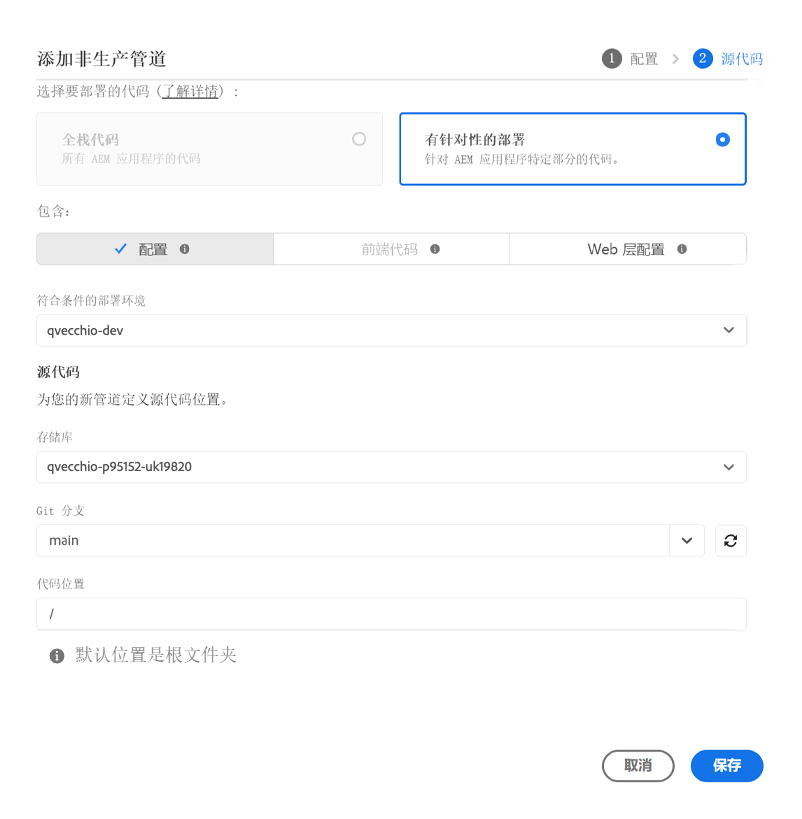 添加非生产管道
1 配置 > 2 源代码
选择要部署的代码（了解详情）:
全栈代码
所有 AEM 应用程序的代码
有针对性的部署
针对 AEM 应用程序特定部分的代码。
包含:
配置
前端代码
Web 层配置
符合条件的部署环境
qvecchio-dev
源代码
为您的新管道定义源代码位置。
存储库
qvecchio-p95152-uk19820
Git 分支
main
代码位置
/
默认位置是根文件夹
取消
保存